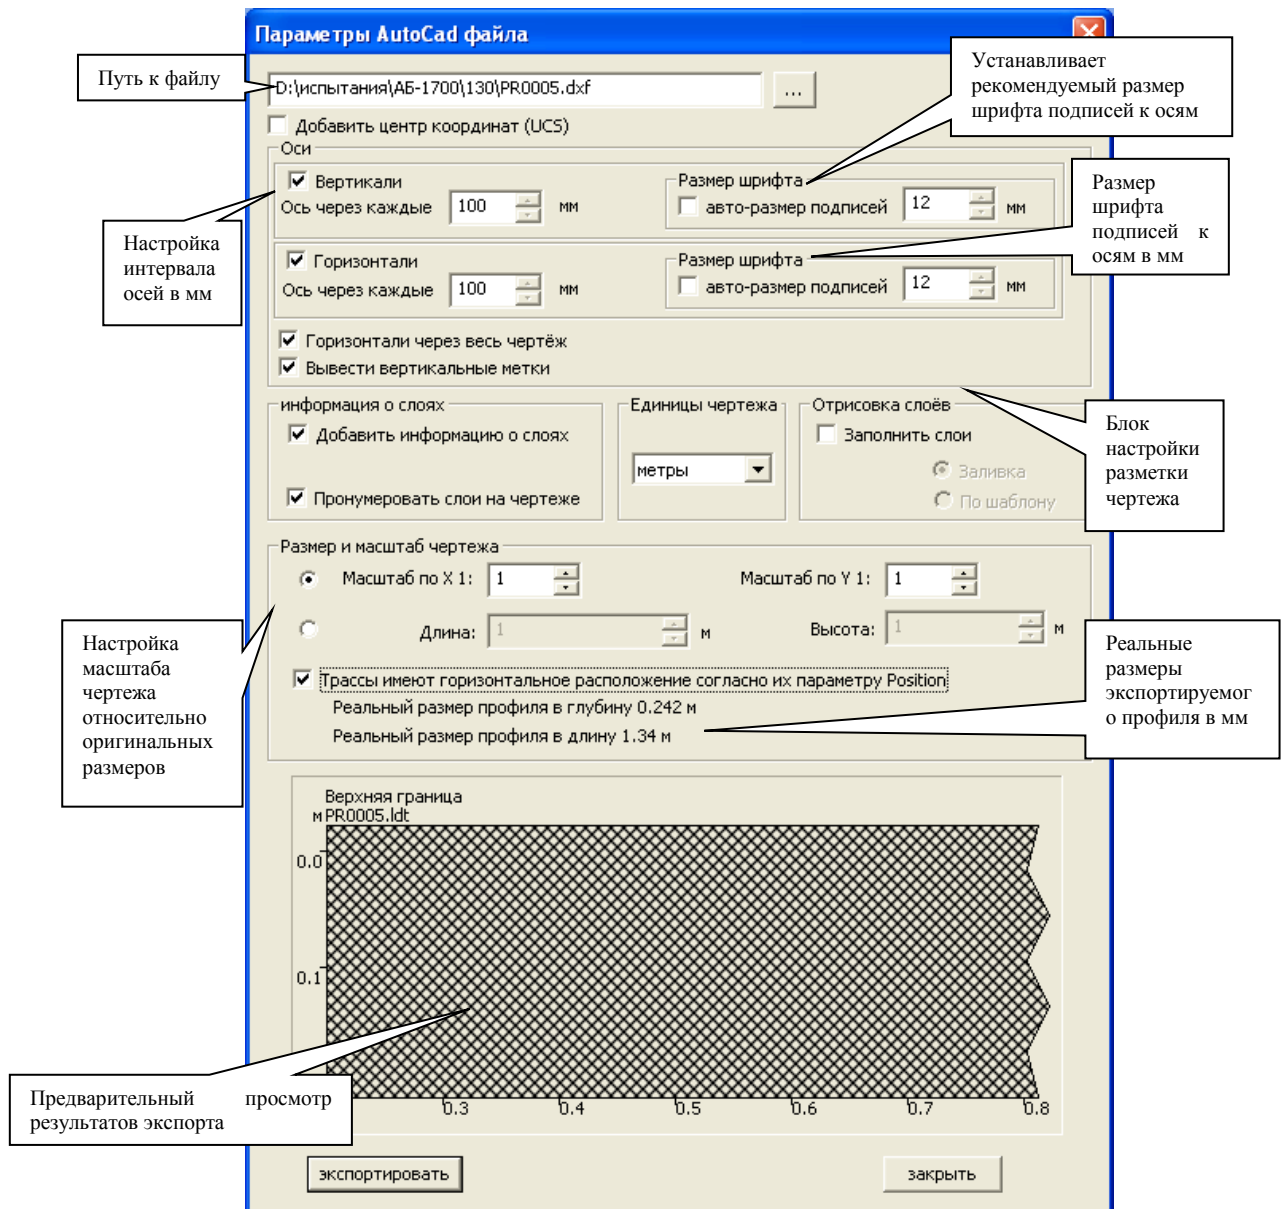 Параметры AutoCad файла
Путь к файлу
D:\испытания\АБ-1700\130\PR0005.dxf
...
Устанавливает
рекомендуемый размер
шрифта подписей к осям
Добавить центр координат (UCS)
Оси
Вертикали
Ось через каждые 100 мм
Размер шрифта
авто-размер подписей 12 мм
Размер
шрифта
подписей к
осям в мм
Настройка
интервала
осей в мм
Горизонтали
Ось через каждые 100 мм
Размер шрифта
авто-размер подписей 12 мм
Горизонтали через весь чертёж
Вывести вертикальные метки
информация о слоях
Добавить информацию о слоях
Пронумеровать слои на чертеже
Единицы чертежа
метры
Отрисовка слоёв
Заполнить слои
Заливка
По шаблону
Блок
настройки
разметки
чертежа
Размер и масштаб чертежа
Масштаб по X 1: 1
Масштаб по Y 1: 1
Длина: 1 м
Высота: 1 м
Настройка
масштаба
чертежа
относительно
оригинальных
размеров
Трассы имеют горизонтальное расположение согласно их параметру Position
Реальный размер профиля в глубину 0.242 м
Реальный размер профиля в длину 1.34 м
Реальные
размеры
экспортируемог
о профиля в мм
Верхняя граница
м PR0005.ldt
0.0
0.1
0.3 0.4 0.5 0.6 0.7 0.8
Предварительный просмотр
результатов экспорта
экспортировать
закрыть